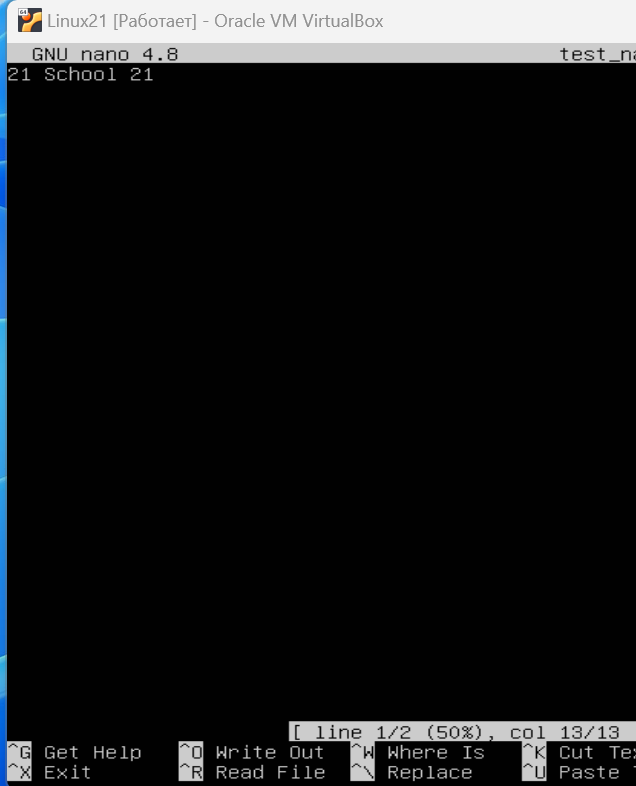 Linux21 [Работает] - Oracle VM VirtualBox
GNU nano 4.8 test_na
21 School 21
[ line 1/2 (50%), col 13/13
^G Get Help ^O Write Out ^W Where Is ^K Cut Te
^X Exit ^R Read File ^\ Replace ^U Paste